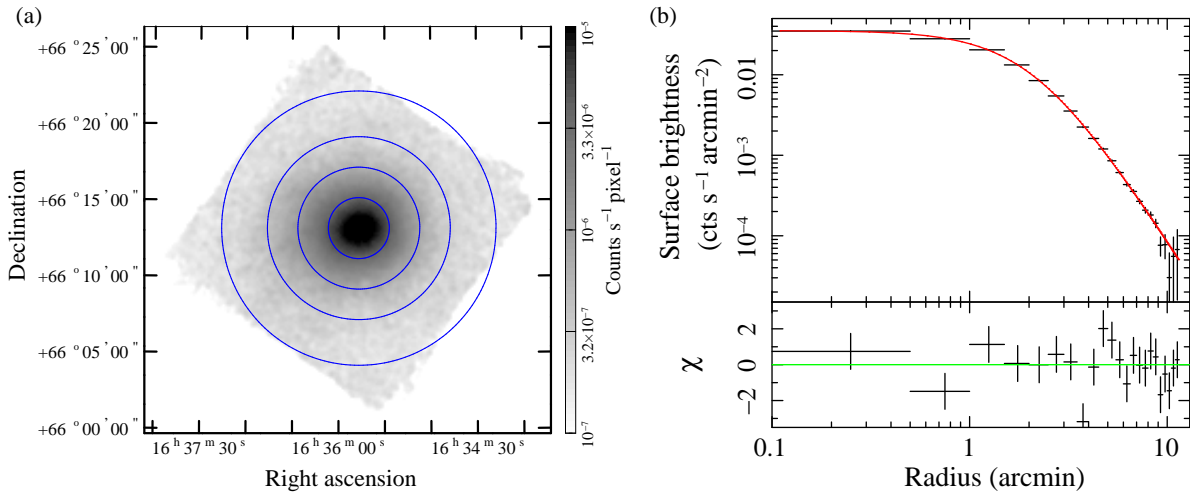 (a)
+66 ° 25 ' 00 "
+66 ° 20 ' 00 "
+66 ° 15 ' 00 "
+66 ° 10 ' 00 "
+66 ° 05 ' 00 "
+66 ° 00 ' 00 "
Declination
16 ʰ 37 ᵐ 30 ˢ
16 ʰ 36 ᵐ 00 ˢ
16 ʰ 34 ᵐ 30 ˢ
Right ascension
10⁻⁵
3.3×10⁻⁶
10⁻⁶
3.2×10⁻⁷
10⁻⁷
Counts s⁻¹ pixel⁻¹
(b)
Surface brightness
(cts s⁻¹ arcmin⁻²)
0.01
10⁻³
10⁻⁴
χ
2
0
−2
0.1
1
10
Radius (arcmin)